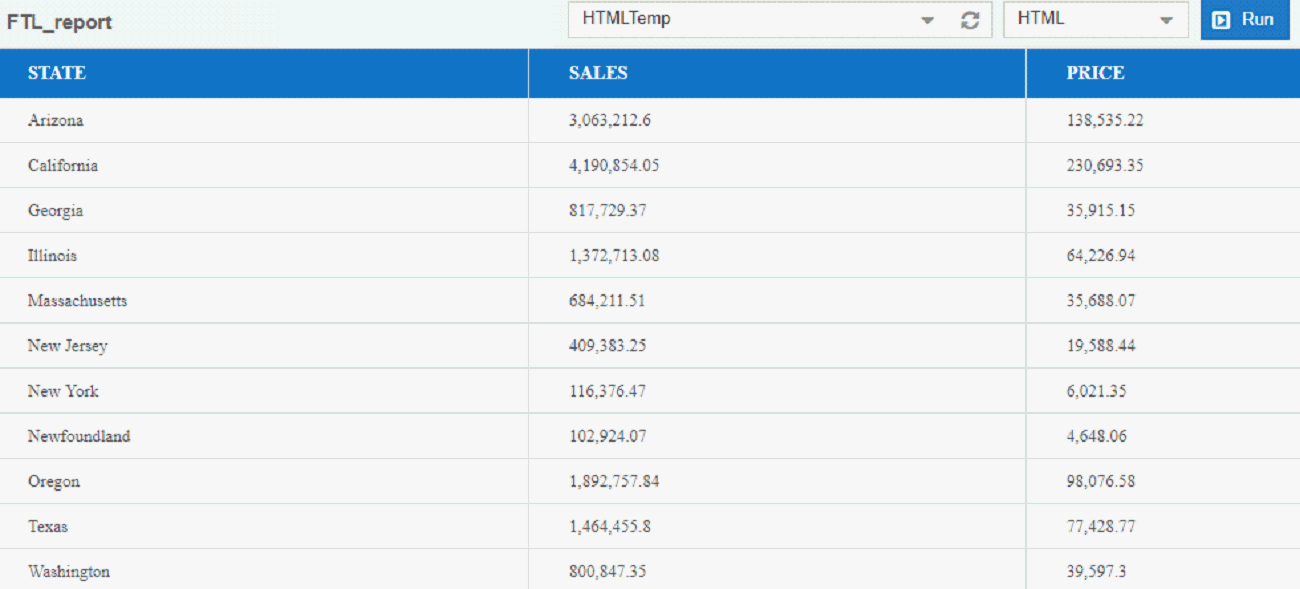 FTL_report HTMLTemp HTML Run
STATE SALES PRICE
Arizona 3,063,212.6 138,535.22
California 4,190,854.05 230,693.35
Georgia 817,729.37 35,915.15
Illinois 1,372,713.08 64,226.94
Massachusetts 684,211.51 35,688.07
New Jersey 409,383.25 19,588.44
New York 116,376.47 6,021.35
Newfoundland 102,924.07 4,648.06
Oregon 1,892,757.84 98,076.58
Texas 1,464,455.8 77,428.77
Washington 800,847.35 39,597.3